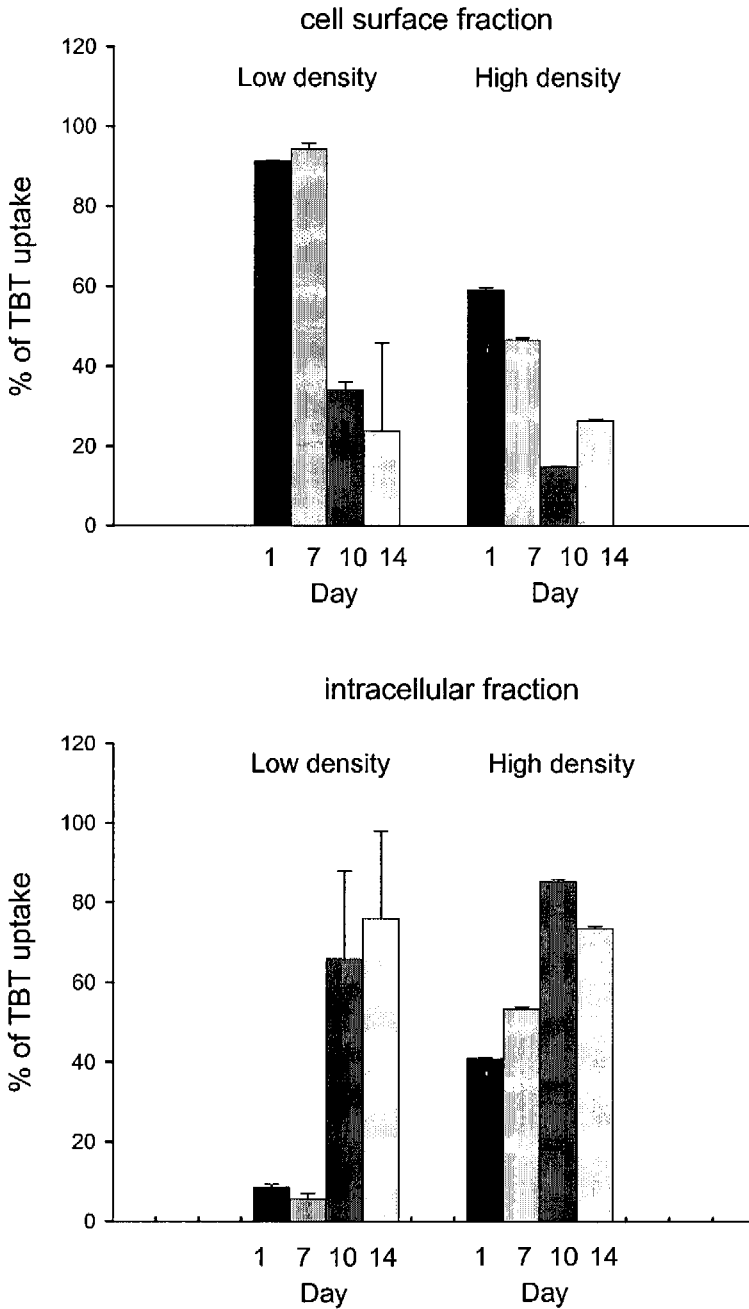 cell surface fraction
Low density High density
% of TBT uptake
120
100
80
60
40
20
0
1 7 10 14 1 7 10 14
Day Day
intracellular fraction
Low density High density
% of TBT uptake
120
100
80
60
40
20
0
1 7 10 14 1 7 10 14
Day Day